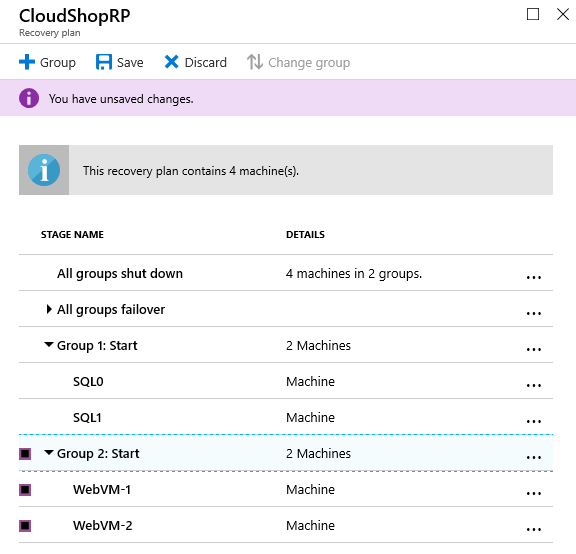 CloudShopRP
Recovery plan
Group Save Discard Change group
You have unsaved changes.
This recovery plan contains 4 machine(s).
STAGE NAME DETAILS
All groups shut down 4 machines in 2 groups. ...
All groups failover ...
Group 1: Start 2 Machines ...
SQL0 Machine ...
SQL1 Machine ...
Group 2: Start 2 Machines ...
WebVM-1 Machine ...
WebVM-2 Machine ...